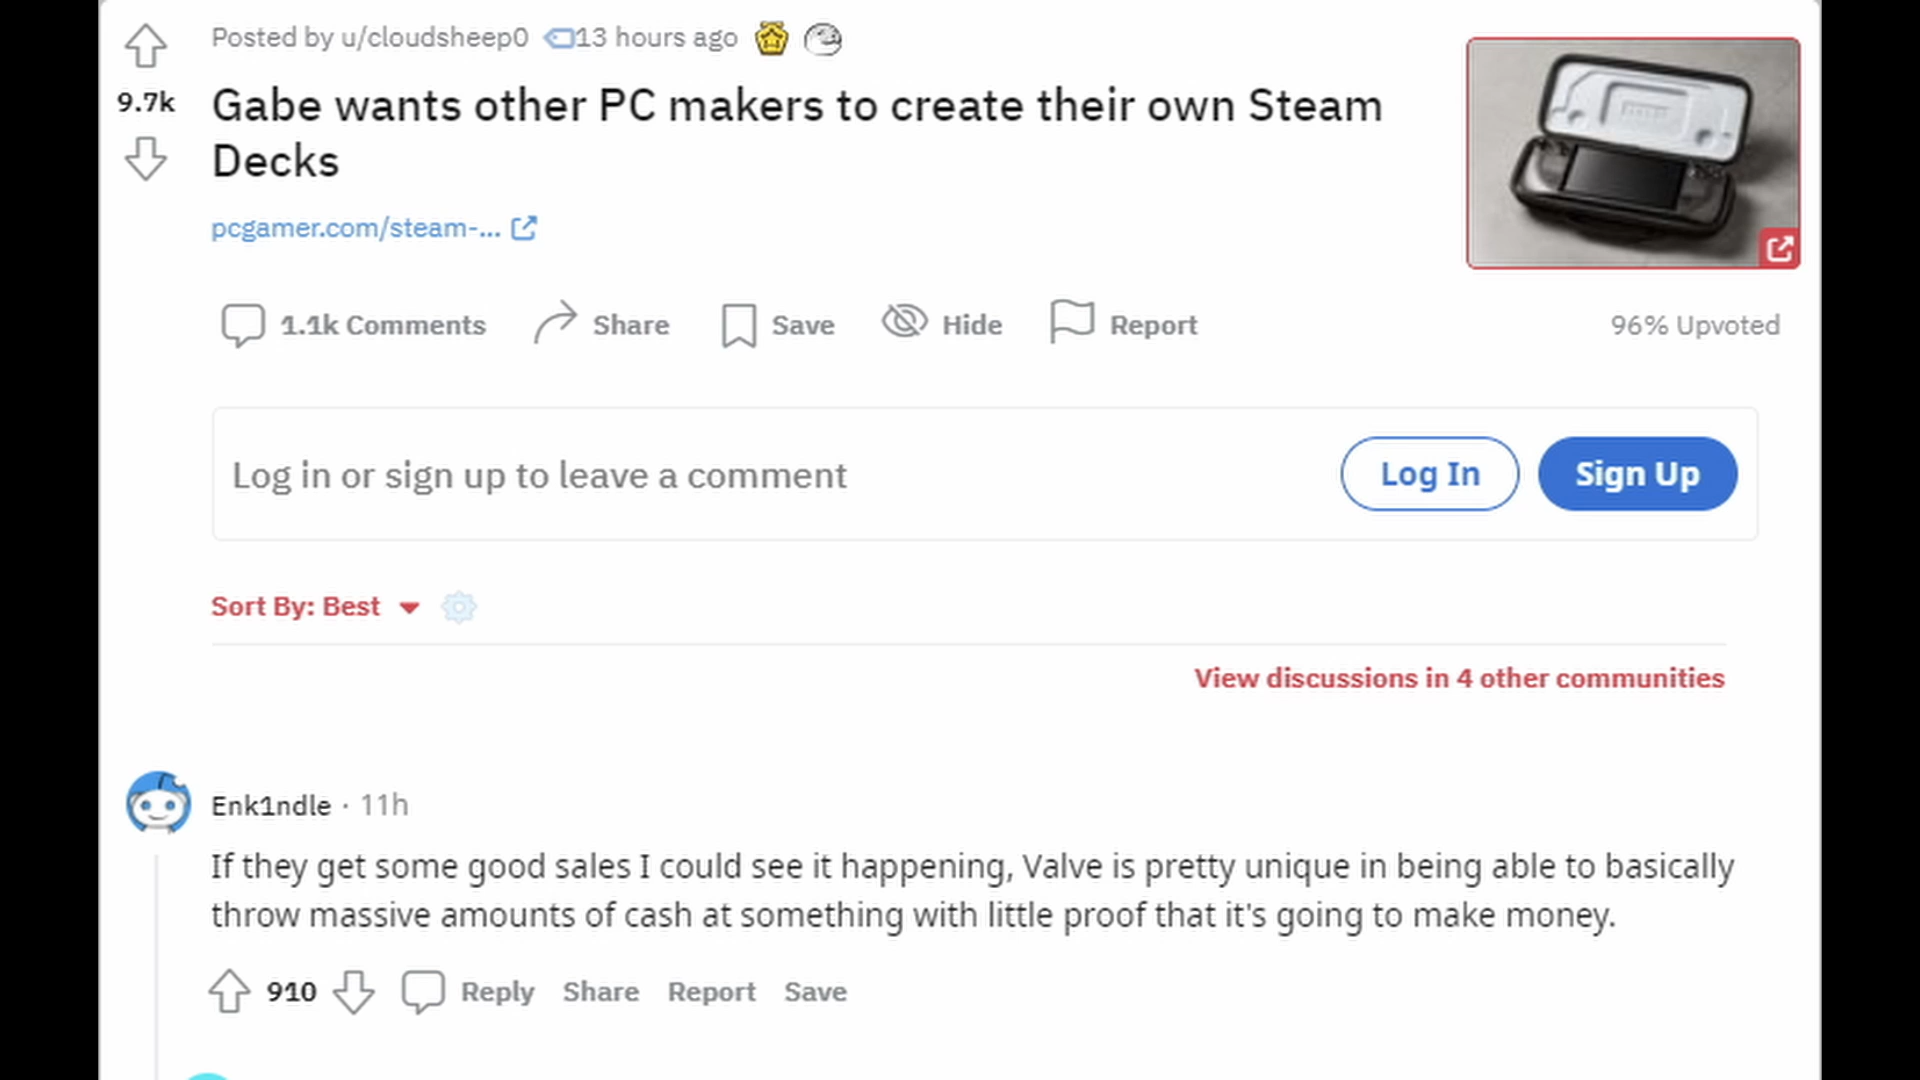 Posted by u/cloudsheep0 13 hours ago
9.7k
Gabe wants other PC makers to create their own Steam
Decks
pcgamer.com/steam-...
1.1k Comments Share Save Hide Report 96% Upvoted
Log in or sign up to leave a comment Log In Sign Up
Sort By: Best
View discussions in 4 other communities
Enk1ndle · 11h
If they get some good sales I could see it happening, Valve is pretty unique in being able to basically
throw massive amounts of cash at something with little proof that it's going to make money.
910 Reply Share Report Save